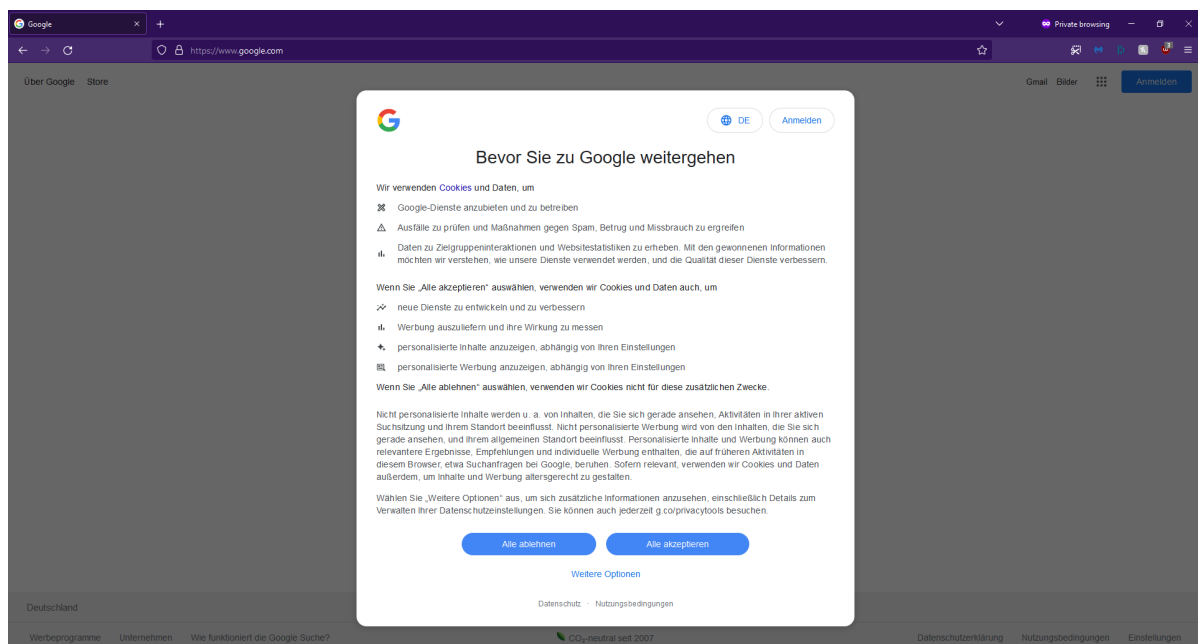 Google
Private browsing
https://www.google.com
3
Über Google Store
Gmail Bilder
Anmelden
DE
Anmelden
Bevor Sie zu Google weitergehen
Wir verwenden Cookies und Daten, um
Google-Dienste anzubieten und zu betreiben
Ausfälle zu prüfen und Maßnahmen gegen Spam, Betrug und Missbrauch zu ergreifen
Daten zu Zielgruppeninteraktionen und Websitestatistiken zu erheben. Mit den gewonnenen Informationen
möchten wir verstehen, wie unsere Dienste verwendet werden, und die Qualität dieser Dienste verbessern.
Wenn Sie „Alle akzeptieren“ auswählen, verwenden wir Cookies und Daten auch, um
neue Dienste zu entwickeln und zu verbessern
Werbung auszuliefern und ihre Wirkung zu messen
personalisierte Inhalte anzuzeigen, abhängig von Ihren Einstellungen
personalisierte Werbung anzuzeigen, abhängig von Ihren Einstellungen
Wenn Sie „Alle ablehnen“ auswählen, verwenden wir Cookies nicht für diese zusätzlichen Zwecke.
Nicht personalisierte Inhalte werden u. a. von Inhalten, die Sie sich gerade ansehen, Aktivitäten in Ihrer aktiven
Suchsitzung und Ihrem Standort beeinflusst. Nicht personalisierte Werbung wird von den Inhalten, die Sie sich
gerade ansehen, und Ihrem allgemeinen Standort beeinflusst. Personalisierte Inhalte und Werbung können auch
relevantere Ergebnisse, Empfehlungen und individuelle Werbung enthalten, die auf früheren Aktivitäten in
diesem Browser, etwa Suchanfragen bei Google, beruhen. Sofern relevant, verwenden wir Cookies und Daten
außerdem, um Inhalte und Werbung altersgerecht zu gestalten.
Wählen Sie „Weitere Optionen“ aus, um sich zusätzliche Informationen anzusehen, einschließlich Details zum
Verwalten Ihrer Datenschutzeinstellungen. Sie können auch jederzeit g.co/privacytools besuchen.
Alle ablehnen Alle akzeptieren
Weitere Optionen
Datenschutz · Nutzungsbedingungen
Deutschland
Werbeprogramme Unternehmen Wie funktioniert die Google Suche? CO₂-neutral seit 2007 Datenschutzerklärung Nutzungsbedingungen Einstellungen